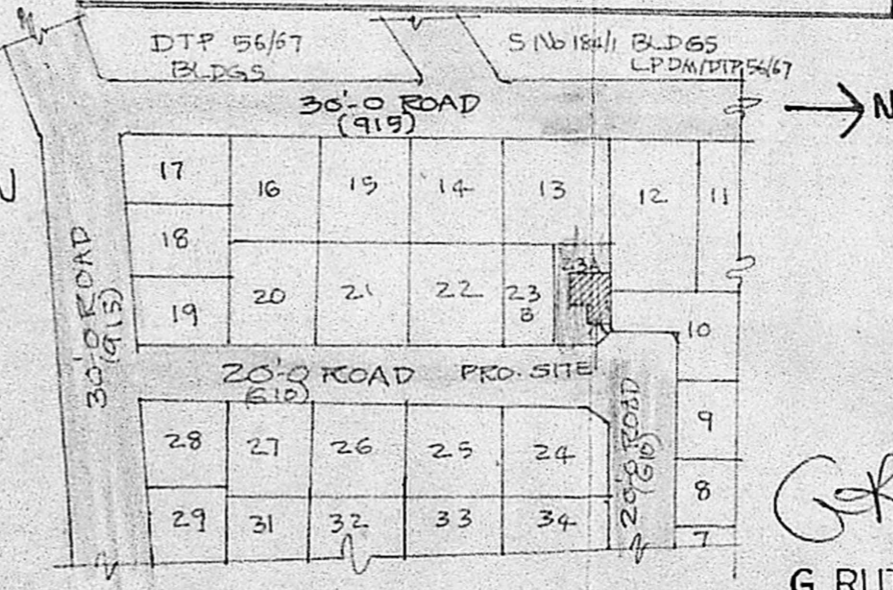 DTP 56/67
BLDGS
S No 184/1 BLDGS
L.P.DM/DTP.56/67
30'-0 ROAD
(915)
N
17
16
15
14
13
12
11
18
30'-0 ROAD
(915)
19
20
21
22
23
B
23A
10
20'-0 ROAD
(610)
PRO. SITE
20'-0 ROAD
(610)
28
27
26
25
24
9
8
29
31
32
33
34
7